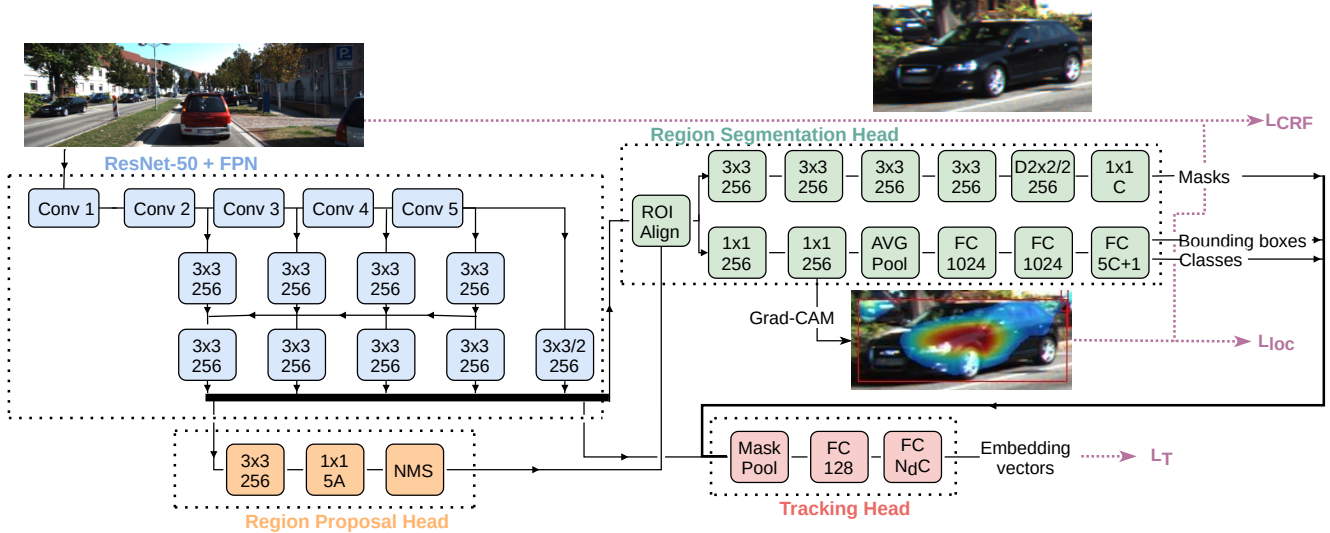 L_CRF
Region Segmentation Head
ResNet-50 + FPN
Conv 1
Conv 2
Conv 3
Conv 4
Conv 5
3x3
256
3x3
256
3x3
256
3x3
256
3x3
256
3x3
256
3x3
256
3x3
256
3x3/2
256
ROI
Align
3x3
256
3x3
256
3x3
256
3x3
256
D2x2/2
256
1x1
C
Masks
1x1
256
1x1
256
AVG
Pool
FC
1024
FC
1024
FC
5C+1
Bounding boxes
Classes
Grad-CAM
L_loc
3x3
256
1x1
5A
NMS
Region Proposal Head
Mask
Pool
FC
128
FC
N_dC
Embedding
vectors
L_T
Tracking Head
P